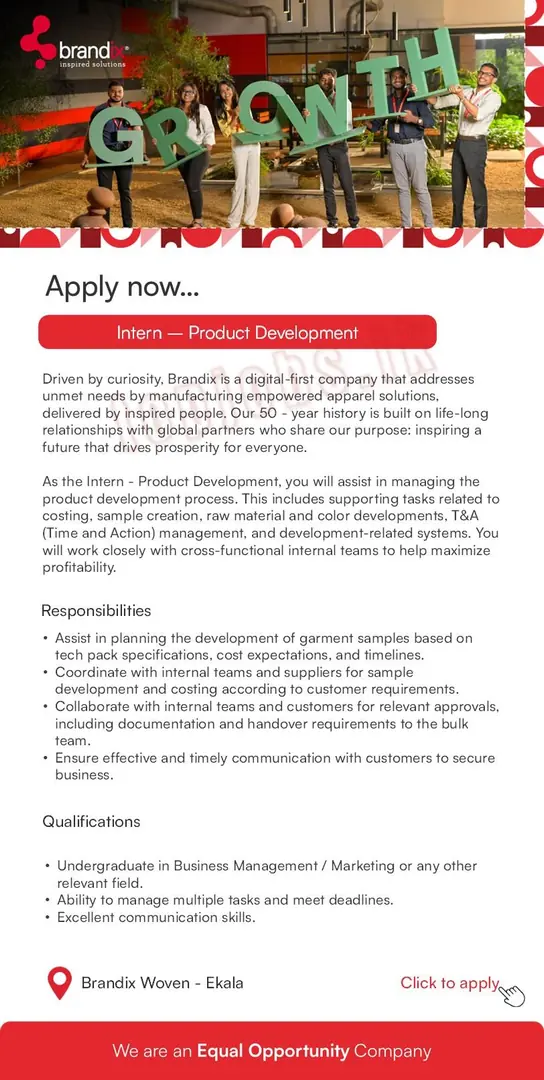 brandix®
inspired solutions
GROWTH
Apply now...
Intern — Product Development
Driven by curiosity, Brandix is a digital-first company that addresses
unmet needs by manufacturing empowered apparel solutions,
delivered by inspired people. Our 50 - year history is built on life-long
relationships with global partners who share our purpose: inspiring a
future that drives prosperity for everyone.
As the Intern - Product Development, you will assist in managing the
product development process. This includes supporting tasks related to
costing, sample creation, raw material and color developments, T&A
(Time and Action) management, and development-related systems. You
will work closely with cross-functional internal teams to help maximize
profitability.
Responsibilities
• Assist in planning the development of garment samples based on
tech pack specifications, cost expectations, and timelines.
• Coordinate with internal teams and suppliers for sample
development and costing according to customer requirements.
• Collaborate with internal teams and customers for relevant approvals,
including documentation and handover requirements to the bulk
team.
• Ensure effective and timely communication with customers to secure
business.
Qualifications
• Undergraduate in Business Management / Marketing or any other
relevant field.
• Ability to manage multiple tasks and meet deadlines.
• Excellent communication skills.
Brandix Woven - Ekala
Click to apply
We are an Equal Opportunity Company